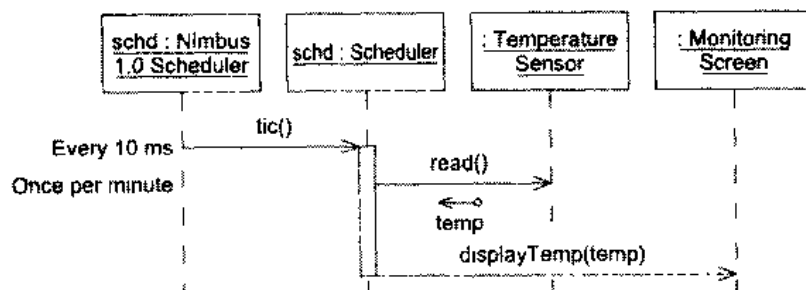 schd : Nimbus
1.0 Scheduler
schd : Scheduler
: Temperature
Sensor
: Monitoring
Screen
tic()
Every 10 ms
read()
Once per minute
temp
displayTemp(temp)